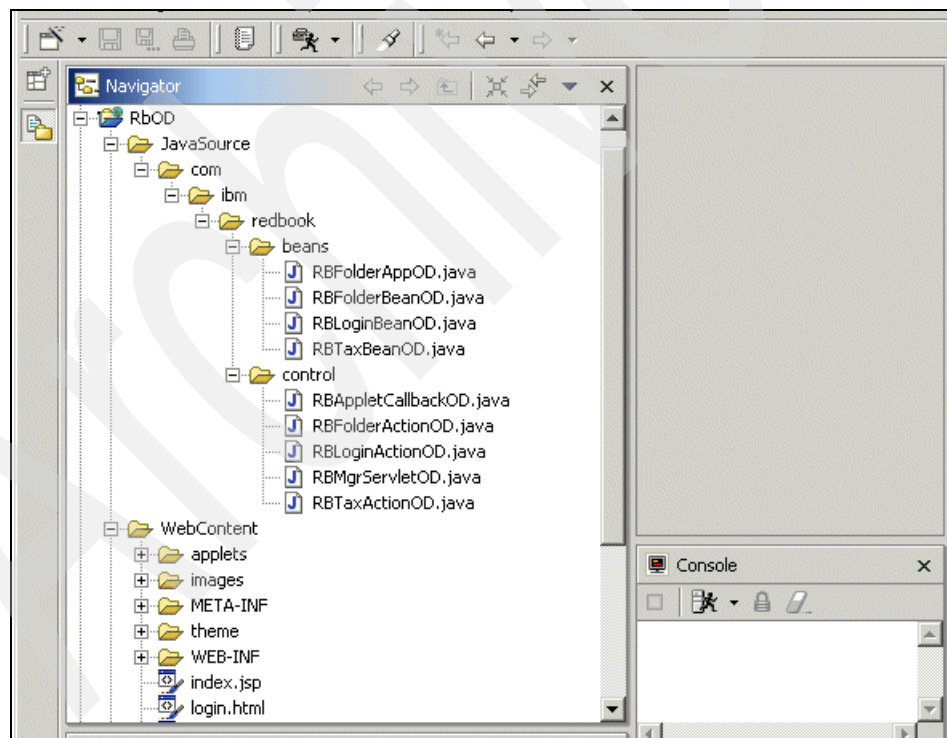 Navigator
RbOD
JavaSource
com
ibm
redbook
beans
RBFolderAppOD.java
RBFolderBeanOD.java
RBLoginBeanOD.java
RBTaxBeanOD.java
control
RBAppletCallbackOD.java
RBFolderActionOD.java
RBLoginActionOD.java
RBMgrServletOD.java
RBTaxActionOD.java
WebContent
applets
images
META-INF
theme
WEB-INF
index.jsp
login.html
Console